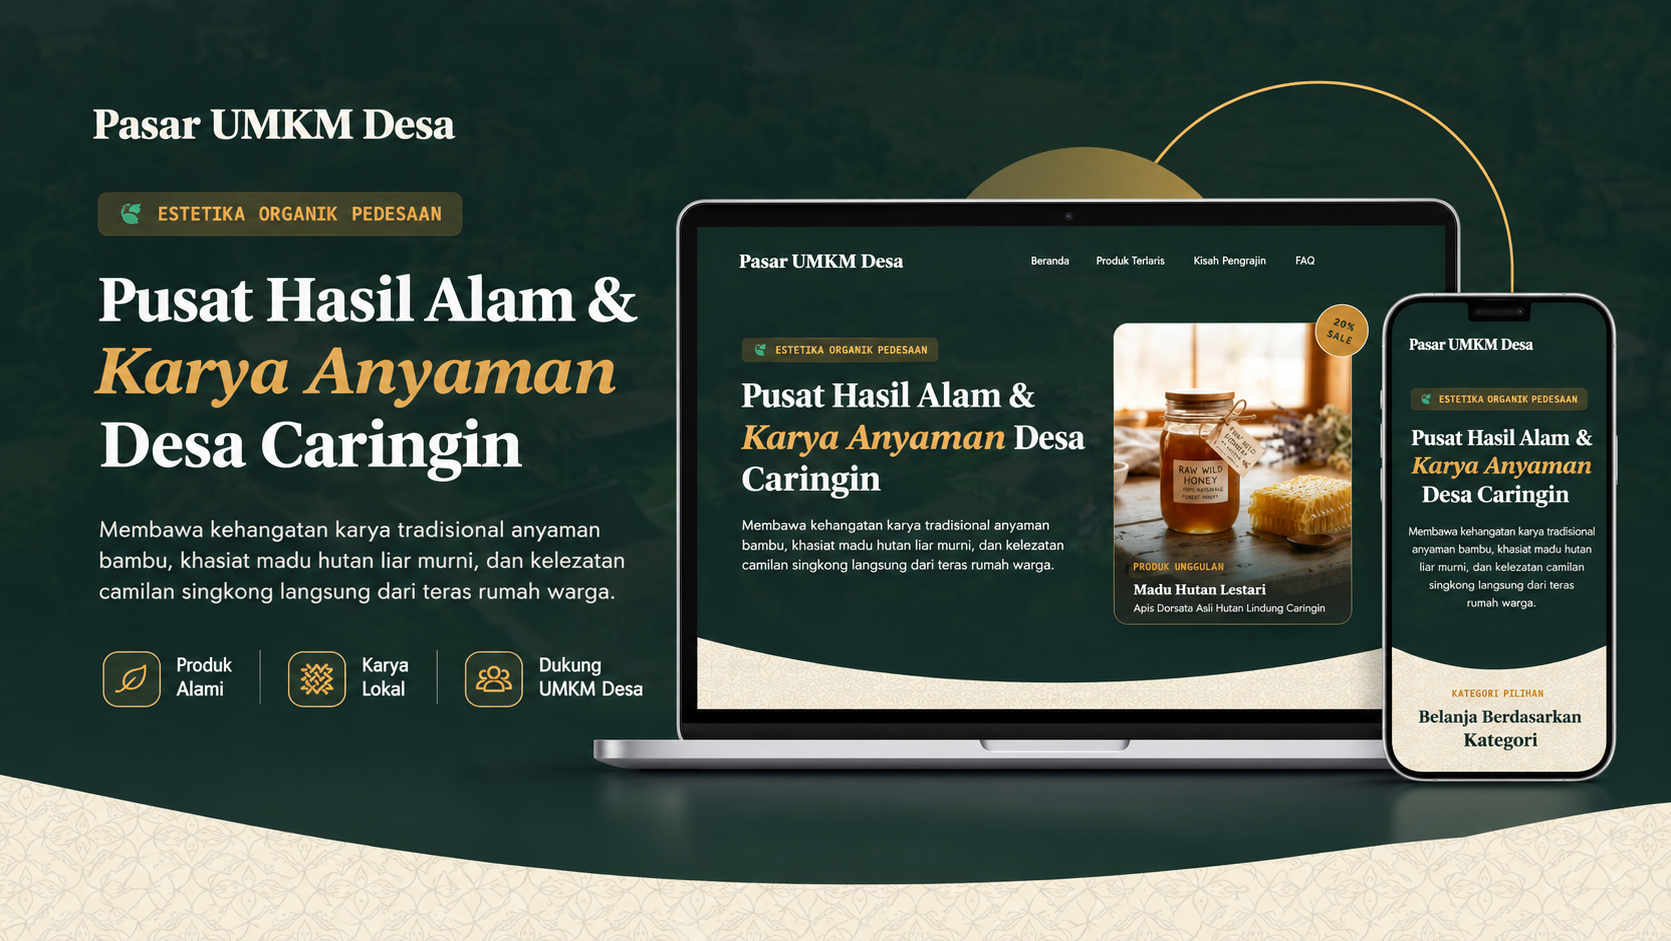 Pasar UMKM Desa
ESTETIKA ORGANIK PEDESAAN
Pusat Hasil Alam &
Karya Anyaman
Desa Caringin
Membawa kehangatan karya tradisional anyaman
bambu, khasiat madu hutan liar murni, dan kelezatan
camilan singkong langsung dari teras rumah warga.
Produk
Alami
Karya
Lokal
Dukung
UMKM Desa
Pasar UMKM Desa
Beranda Produk Terlaris Kisah Pengrajin FAQ
ESTETIKA ORGANIK PEDESAAN
Pusat Hasil Alam &
Karya Anyaman Desa
Caringin
Membawa kehangatan karya tradisional anyaman
bambu, khasiat madu hutan liar murni, dan kelezatan
camilan singkong langsung dari teras rumah warga.
20%
SALE
RAW WILD
HONEY
FOREST HONEY
PRODUK UNGGULAN
Madu Hutan Lestari
Apis Dorsata Asli Hutan Lindung Caringin
Pasar UMKM Desa
ESTETIKA ORGANIK PEDESAAN
Pusat Hasil Alam &
Karya Anyaman
Desa Caringin
Membawa kehangatan karya tradisional
anyaman bambu, khasiat madu hutan
liar murni, dan kelezatan camilan
singkong langsung dari teras
rumah warga.
KATEGORI PILIHAN
Belanja Berdasarkan
Kategori